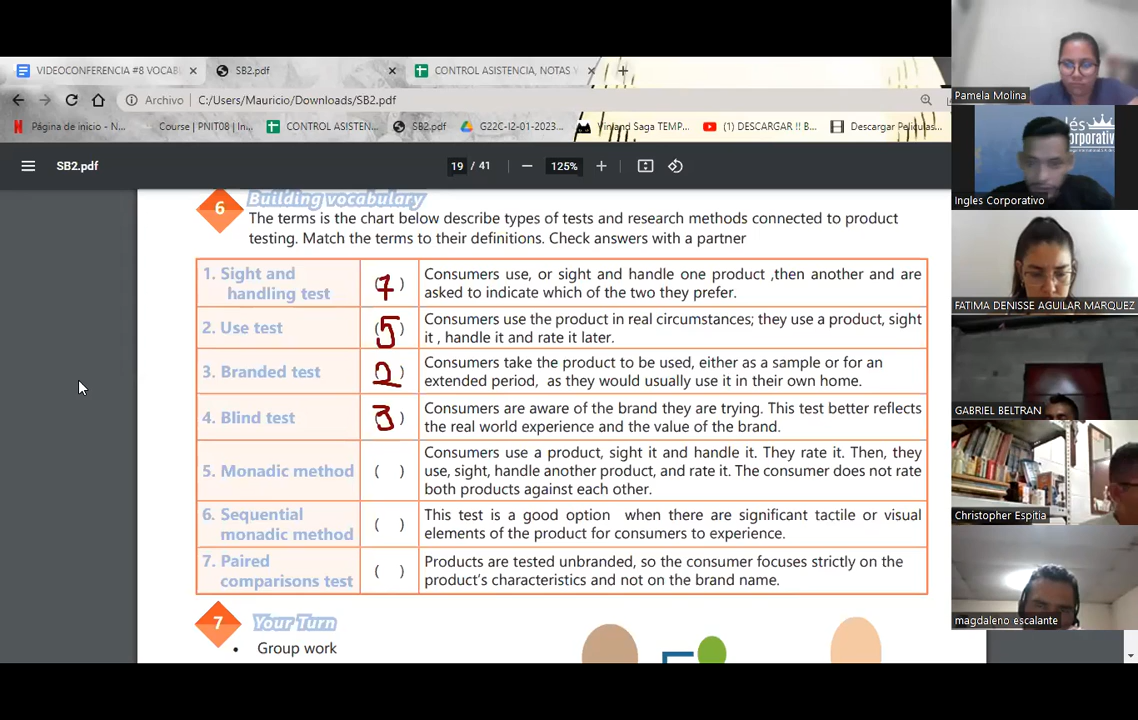 VIDEOCONFERENCIA #8 VOCAB
SB2.pdf
CONTROL ASISTENCIA, NOTAS Y
Archivo C:/Users/Mauricio/Downloads/SB2.pdf
Página de inicio - N...
Course | PNIT08 | In...
CONTROL ASISTEN...
SB2.pdf
G22C-I2-01-2023...
Vinland Saga TEMP...
(1) DESCARGAR !! B...
Descargar Peliculas...
SB2.pdf
19 / 41
125%
6 Building vocabulary
The terms is the chart below describe types of tests and research methods connected to product
testing. Match the terms to their definitions. Check answers with a partner
1. Sight and
handling test
(7)
Consumers use, or sight and handle one product ,then another and are
asked to indicate which of the two they prefer.
2. Use test
(5)
Consumers use the product in real circumstances; they use a product, sight
it , handle it and rate it later.
3. Branded test
(2)
Consumers take the product to be used, either as a sample or for an
extended period, as they would usually use it in their own home.
4. Blind test
(3)
Consumers are aware of the brand they are trying. This test better reflects
the real world experience and the value of the brand.
5. Monadic method
( )
Consumers use a product, sight it and handle it. They rate it. Then, they
use, sight, handle another product, and rate it. The consumer does not rate
both products against each other.
6. Sequential
monadic method
( )
This test is a good option when there are significant tactile or visual
elements of the product for consumers to experience.
7. Paired
comparisons test
( )
Products are tested unbranded, so the consumer focuses strictly on the
product's characteristics and not on the brand name.
7 Your Turn
• Group work
Pamela Molina
és
orporativ
Ingles Corporativo
FATIMA DENISSE AGUILAR MARQUEZ
GABRIEL BELTRAN
Christopher Espitia
magdaleno escalante